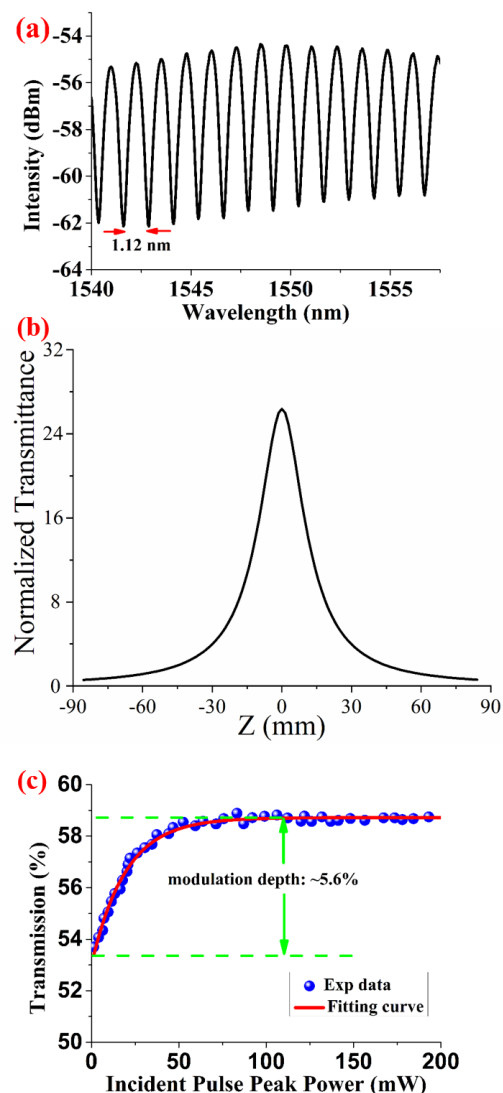 (a)
-54
-56
-58
-60
-62
-64
Intensity (dBm)
1.12 nm
1540
1545
1550
1555
Wavelength (nm)
(b)
32
24
16
8
0
Normalized Transmittance
-90
-60
-30
0
30
60
90
Z (mm)
(c)
60
58
56
54
52
50
Transmission (%)
modulation depth: ~5.6%
Exp data
Fitting curve
0
50
100
150
200
Incident Pulse Peak Power (mW)